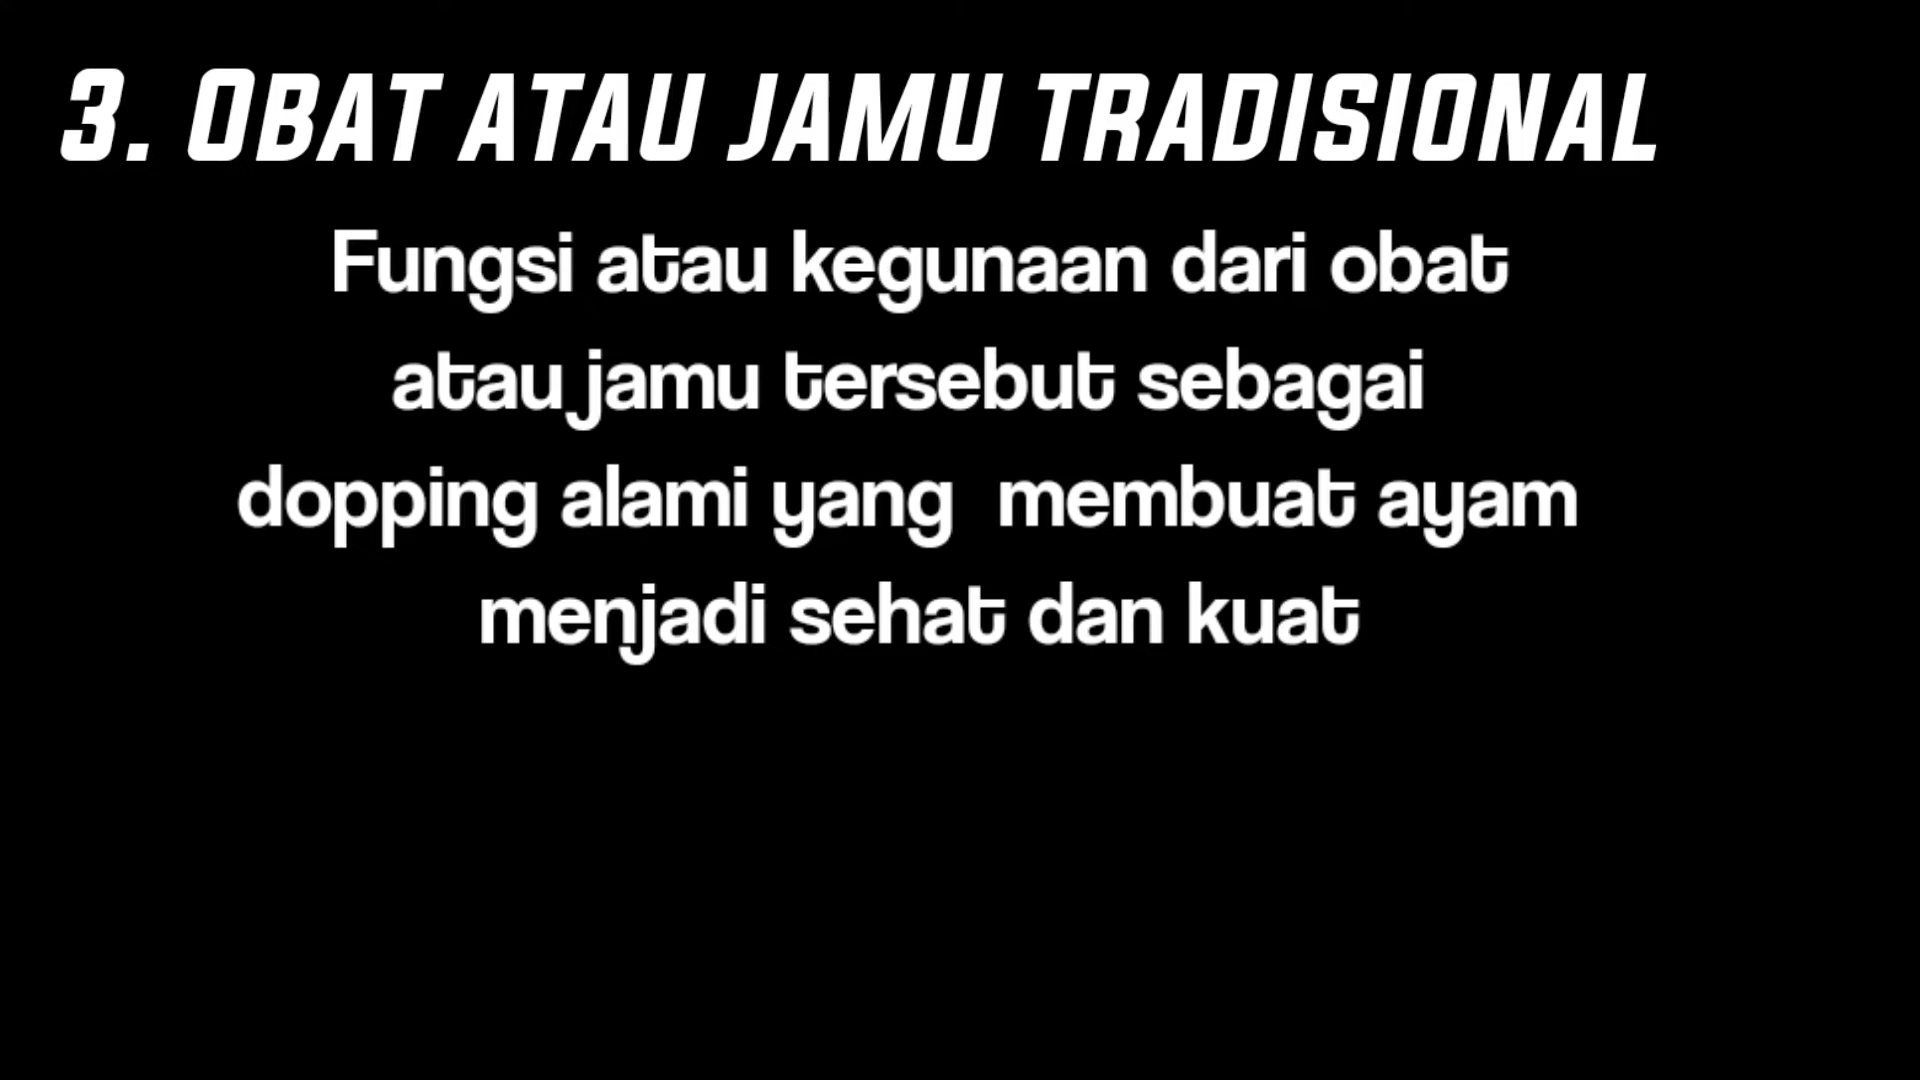 3. OBAT ATAU JAMU TRADISIONAL
Fungsi atau kegunaan dari obat
atau jamu tersebut sebagai
dopping alami yang  membuat ayam
menjadi sehat dan kuat